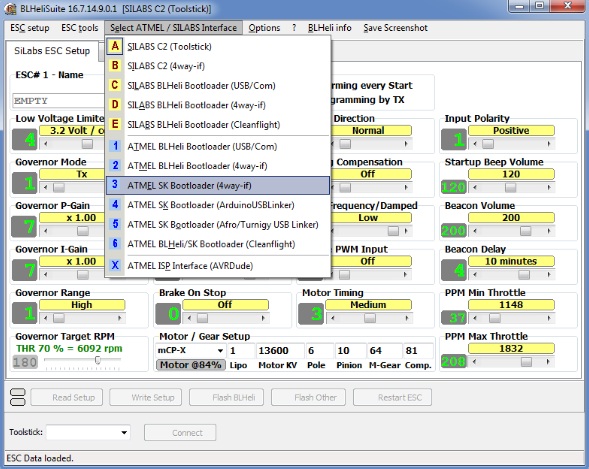 BLHeliSuite 16.7.14.9.0.1 [SILABS C2 (Toolstick)]
ESC setup ESC tools Select ATMEL / SILABS Interface Options ? BLHeli info Save Screenshot
SiLabs ESC Setup
A SILABS C2 (Toolstick)
B SILABS C2 (4way-if)
C SILABS BLHeli Bootloader (USB/Com)
D SILABS BLHeli Bootloader (4way-if)
E SILABS BLHeli Bootloader (Cleanflight)
1 ATMEL BLHeli Bootloader (USB/Com)
2 ATMEL BLHeli Bootloader (4way-if)
3 ATMEL SK Bootloader (4way-if)
4 ATMEL SK Bootloader (ArduinoUSBLinker)
5 ATMEL SK Bootloader (Afro/Turnigy USB Linker)
6 ATMEL BLHeli/SK Bootloader (Cleanflight)
X ATMEL ISP Interface (AVRDude)
ESC# 1 - Name
EMPTY
rming every Start
gramming by TX
Low Voltage Limite
4 3.2 Volt / c
Direction
Normal
Input Polarity
1 Positive
Governor Mode
1 Tx
g Compensation
Off
Startup Beep Volume
120 120
Governor P-Gain
7 x 1.00
requency/Damped
Low
Beacon Volume
200 200
Governor I-Gain
7 x 1.00
PWM Input
Off
Beacon Delay
4 10 minutes
Governor Range
1 High
Brake On Stop
0 Off
Motor Timing
3 Medium
PPM Min Throttle
37 1148
Governor Target RPM
THR 70 % = 6092 rpm
180
Motor / Gear Setup
mCP-X 1 13600 6 10 64 81
Motor @84% Lipo Motor KV Pole Pinion M-Gear Comp.
PPM Max Throttle
208 1832
Read Setup Write Setup Flash BLHeli Flash Other Restart ESC
Toolstick: Connect
ESC Data loaded.